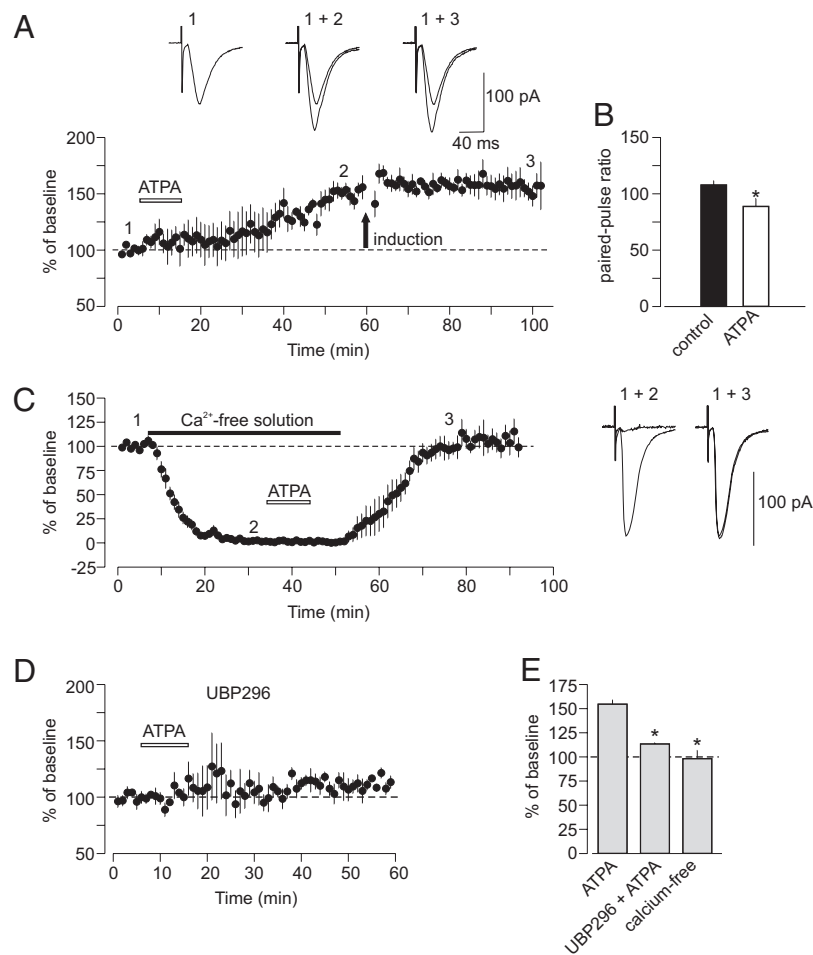 A
1
1 + 2
1 + 3
100 pA
40 ms
200
150
100
50
% of baseline
ATPA
1
2
3
induction
0
20
40
60
80
100
Time (min)
B
150
100
50
0
paired-pulse ratio
*
control
ATPA
C
150
125
100
75
50
25
0
-25
% of baseline
1
Ca2+-free solution
ATPA
2
3
0
20
40
60
80
100
Time (min)
1 + 2
1 + 3
100 pA
D
200
150
100
50
% of baseline
UBP296
ATPA
0
10
20
30
40
50
60
Time (min)
E
175
150
125
100
75
50
25
0
% of baseline
*
*
ATPA
UBP296 + ATPA
calcium-free